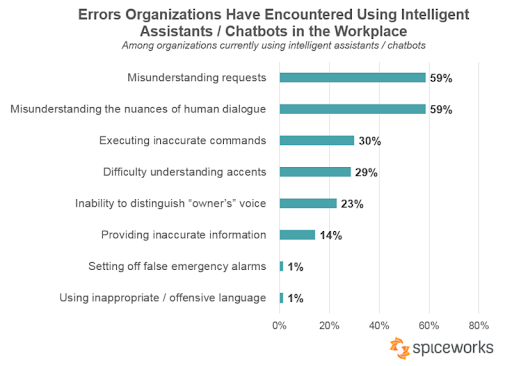 Errors Organizations Have Encountered Using Intelligent
Assistants / Chatbots in the Workplace
Among organizations currently using intelligent assistants / chatbots
Misunderstanding requests 59%
Misunderstanding the nuances of human dialogue 59%
Executing inaccurate commands 30%
Difficulty understanding accents 29%
Inability to distinguish “owner’s” voice 23%
Providing inaccurate information 14%
Setting off false emergency alarms 1%
Using inappropriate / offensive language 1%
0% 20% 40% 60% 80%
spiceworks